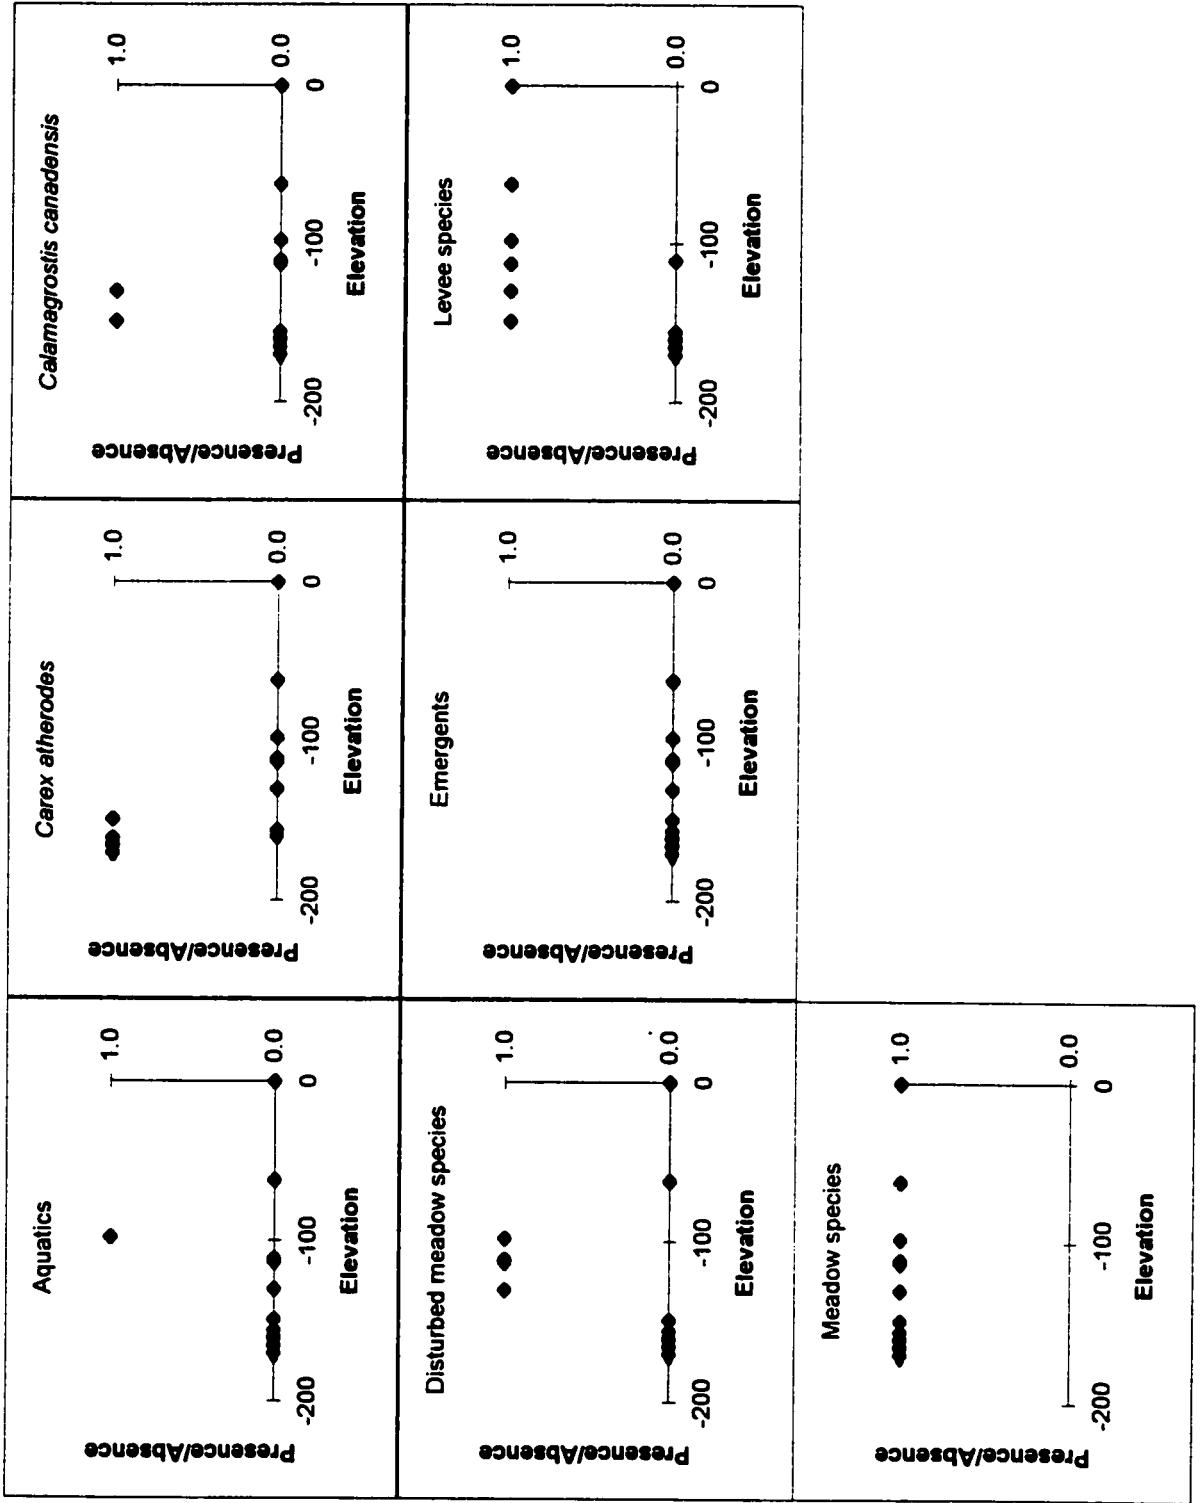 Aquatics
Presence/Absence
1.0
0.0
-200
-100
0
Elevation
Carex atherodes
Presence/Absence
1.0
0.0
-200
-100
0
Elevation
Calamagrostis canadensis
Presence/Absence
1.0
0.0
-200
-100
0
Elevation
Disturbed meadow species
Presence/Absence
1.0
0.0
-200
-100
0
Elevation
Emergents
Presence/Absence
1.0
0.0
-200
-100
0
Elevation
Levee species
Presence/Absence
1.0
0.0
-200
-100
0
Elevation
Meadow species
Presence/Absence
1.0
0.0
-200
-100
0
Elevation